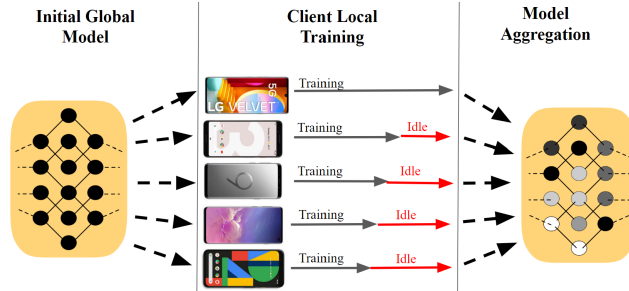 Initial Global
Model
Client Local
Training
Model
Aggregation
LG VELVET
5G
Training
Training
Idle
3
Training
Idle
Training
Idle
Training
Idle